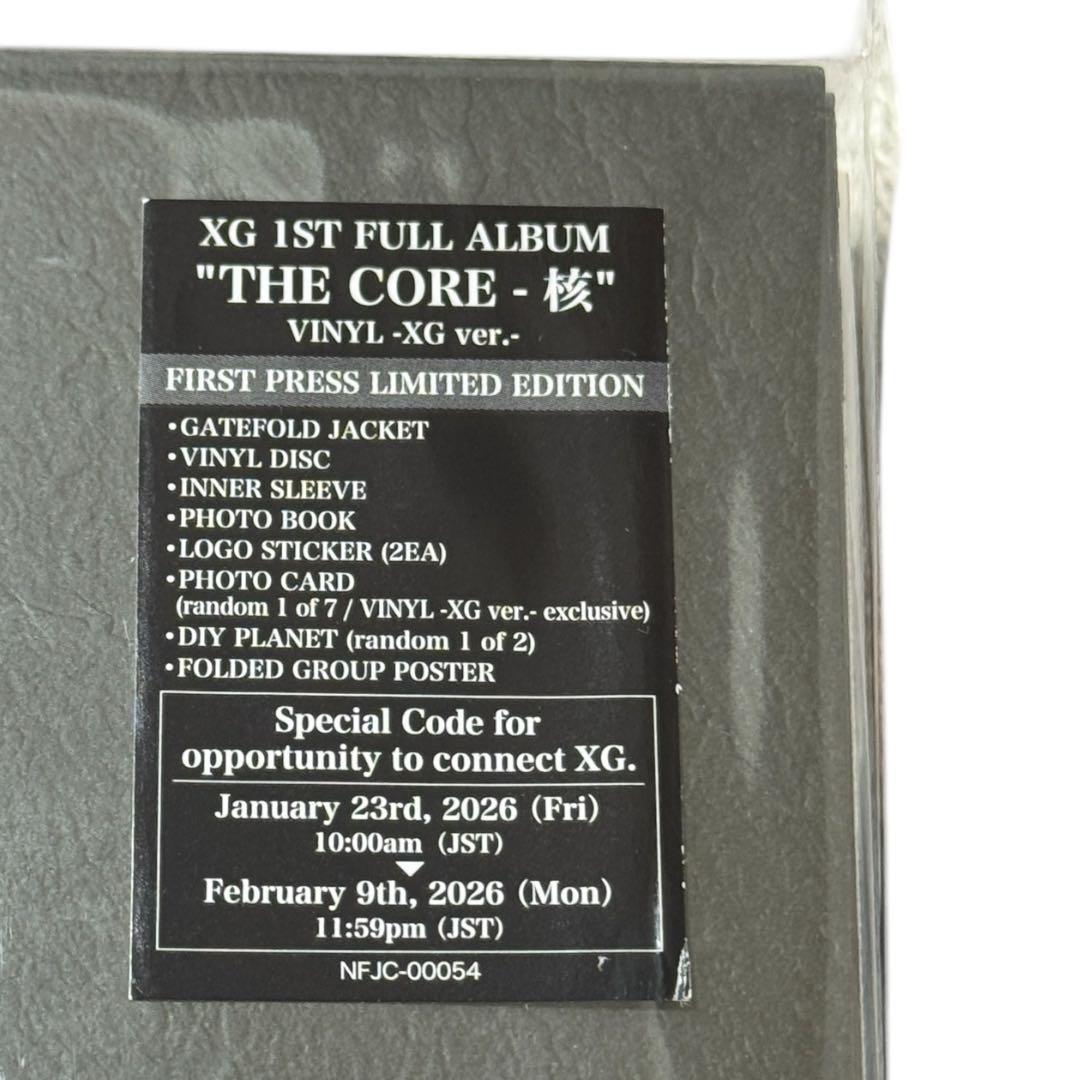 XG 1ST FULL ALBUM
"THE CORE - 核"
VINYL -XG ver.-
FIRST PRESS LIMITED EDITION
・GATEFOLD JACKET
・VINYL DISC
・INNER SLEEVE
・PHOTO BOOK
・LOGO STICKER (2EA)
・PHOTO CARD
(random 1 of 7 / VINYL -XG ver.- exclusive)
・DIY PLANET (random 1 of 2)
・FOLDED GROUP POSTER
Special Code for
opportunity to connect XG.
January 23rd, 2026 (Fri)
10:00am (JST)
February 9th, 2026 (Mon)
11:59pm (JST)
NFJC-00054